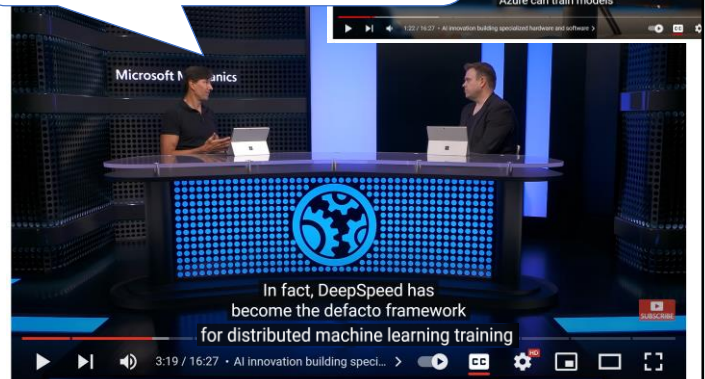 Azure can train models
1:22 / 16:27 • AI innovation building specialized hardware and software >
CC
Microsoft Mechanics
In fact, DeepSpeed has
become the defacto framework
for distributed machine learning training
SUBSCRIBE
3:19 / 16:27 • AI innovation building speci... >
CC
HD